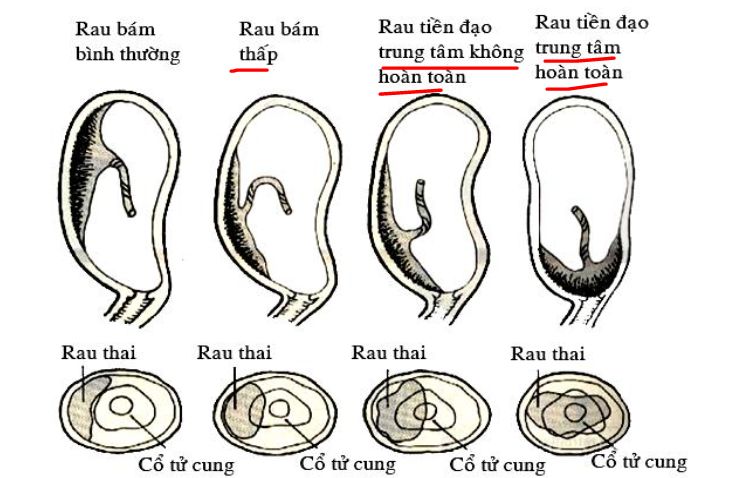 Rau bám
bình thường
Rau bám
thấp
Rau tiền đạo
trung tâm không
hoàn toàn
Rau tiền đạo
trung tâm
hoàn toàn
Rau thai
Rau thai
Rau thai
Rau thai
Cổ tử cung
Cổ tử cung
Cổ tử cung
Cổ tử cung